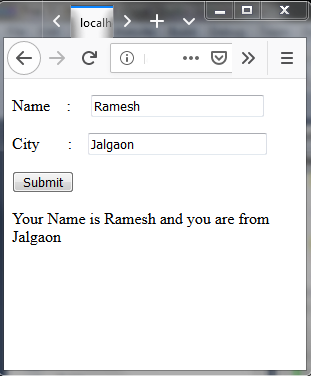 localh
Name : Ramesh
City : Jalgaon
Submit
Your Name is Ramesh and you are from
Jalgaon